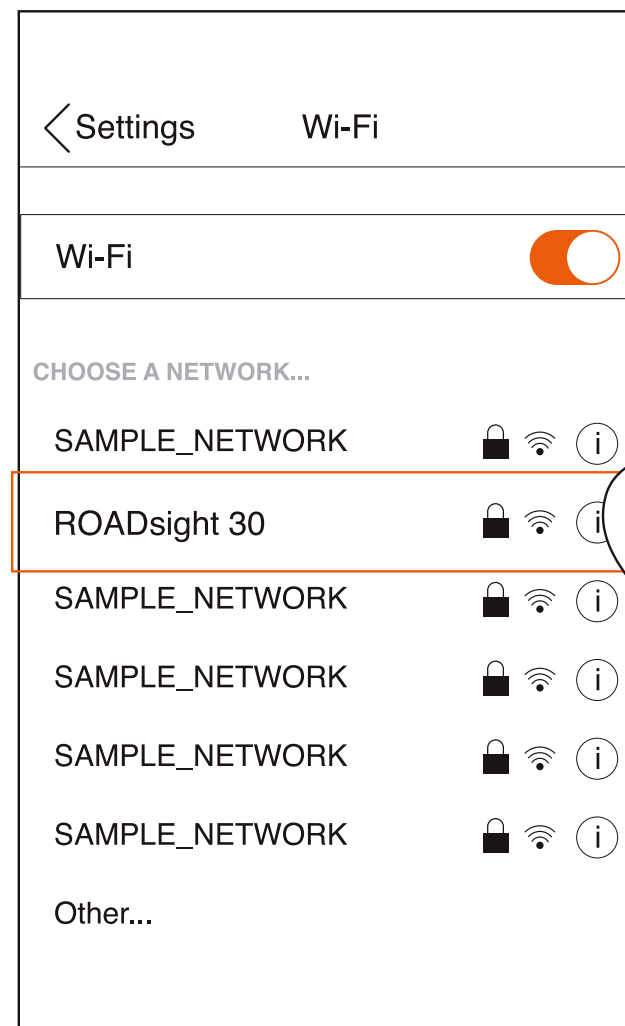 Settings Wi-Fi
Wi-Fi
CHOOSE A NETWORK...
SAMPLE_NETWORK i
ROADsight 30 i
SAMPLE_NETWORK i
SAMPLE_NETWORK i
SAMPLE_NETWORK i
SAMPLE_NETWORK i
Other...